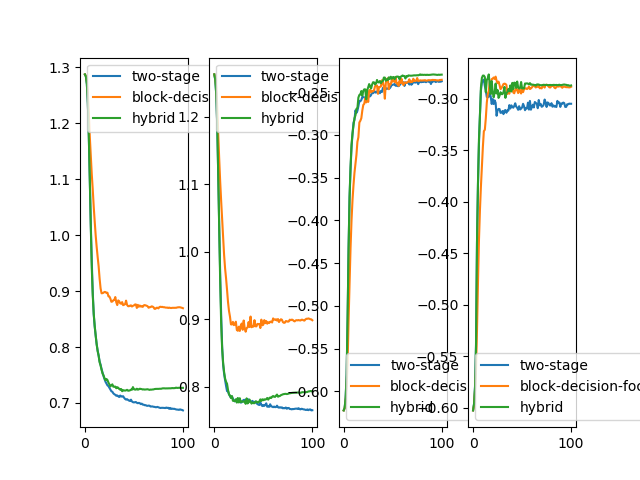 1.3
1.2
1.1
1.0
0.9
0.8
0.7
0 100
two-stage
block-decis
hybrid
1.2
1.1
1.0
0.9
0.8
0 100
two-stage
block-decis
hybrid
−0.25
−0.30
−0.35
−0.40
−0.45
−0.50
−0.55
−0.60
0 100
two-stage
block-decis
hybrid
−0.30
−0.35
−0.40
−0.45
−0.50
−0.55
−0.60
0 100
two-stage
block-decision-foc
hybrid